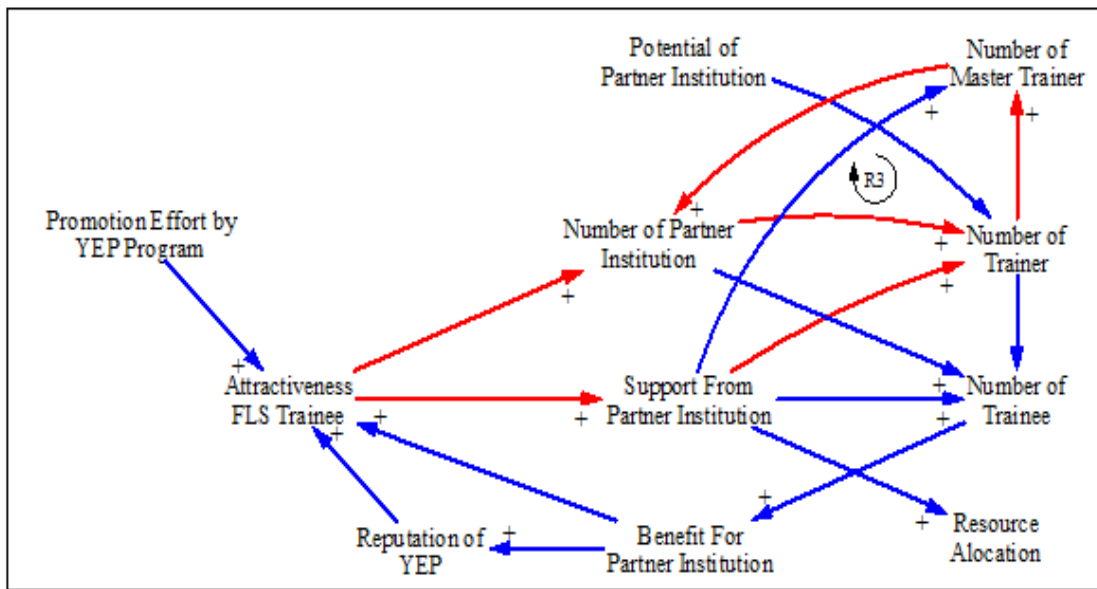 Potential of
Partner Institution
Number of
Master Trainer
+
+
R3
+
Promotion Effort by
YEP Program
Number of Partner
Institution
+
Number of
Trainer
+
+
+
Attractiveness
FLS Trainee
+
+
Support From
Partner Institution
+
+
Number of
Trainee
+
+
+
Reputation of
YEP
+
Benefit For
Partner Institution
+
Resource
Alocation